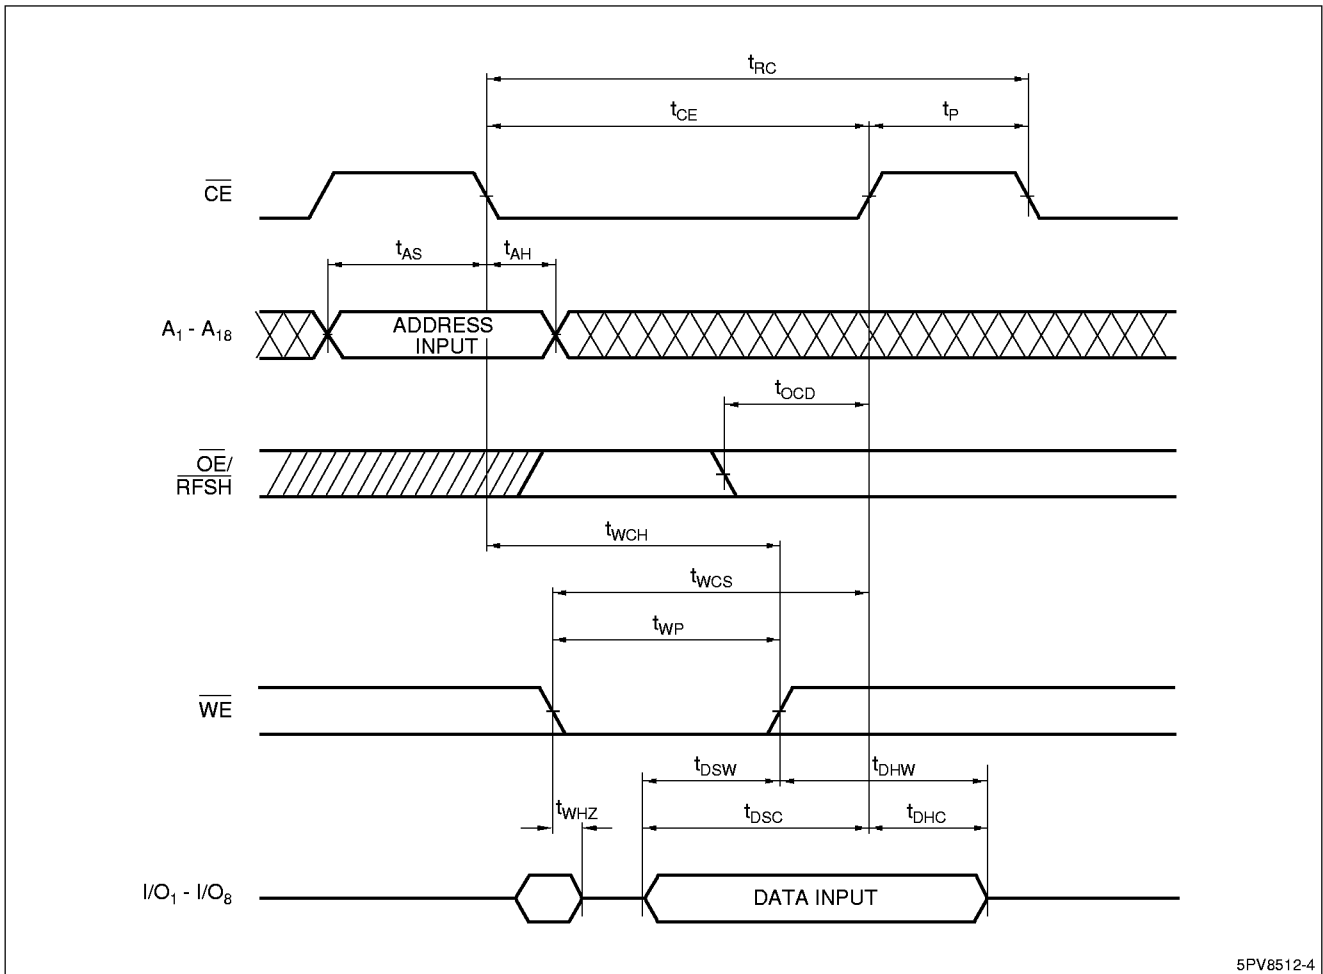 tRC
tCE
tP
CE
tAS
tAH
A1 - A18
ADDRESS
INPUT
tOCD
OE/
RFSH
tWCH
tWCS
tWP
WE
tDSW
tDHW
tWHZ
tDSC
tDHC
I/O1 - I/O8
DATA INPUT
5PV8512-4